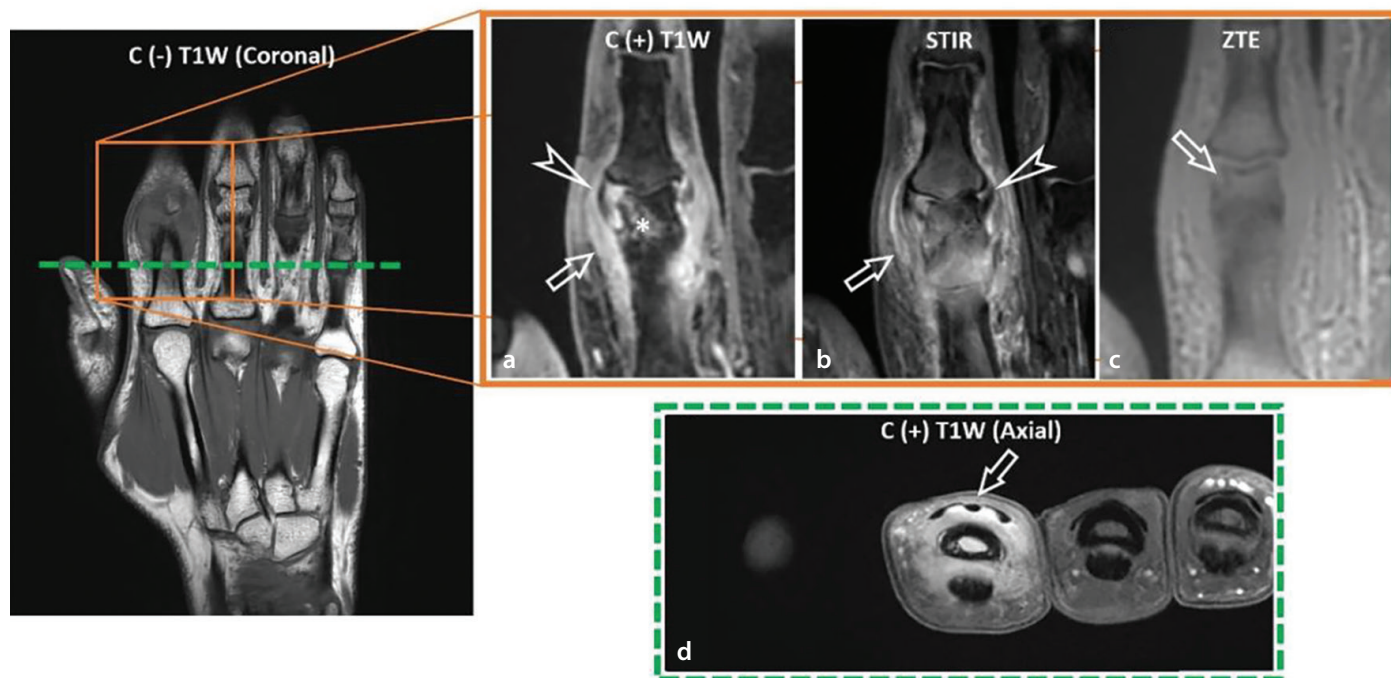 C (-) T1W (Coronal)
C (+) T1W
STIR
ZTE
*
a
b
c
C (+) T1W (Axial)
d